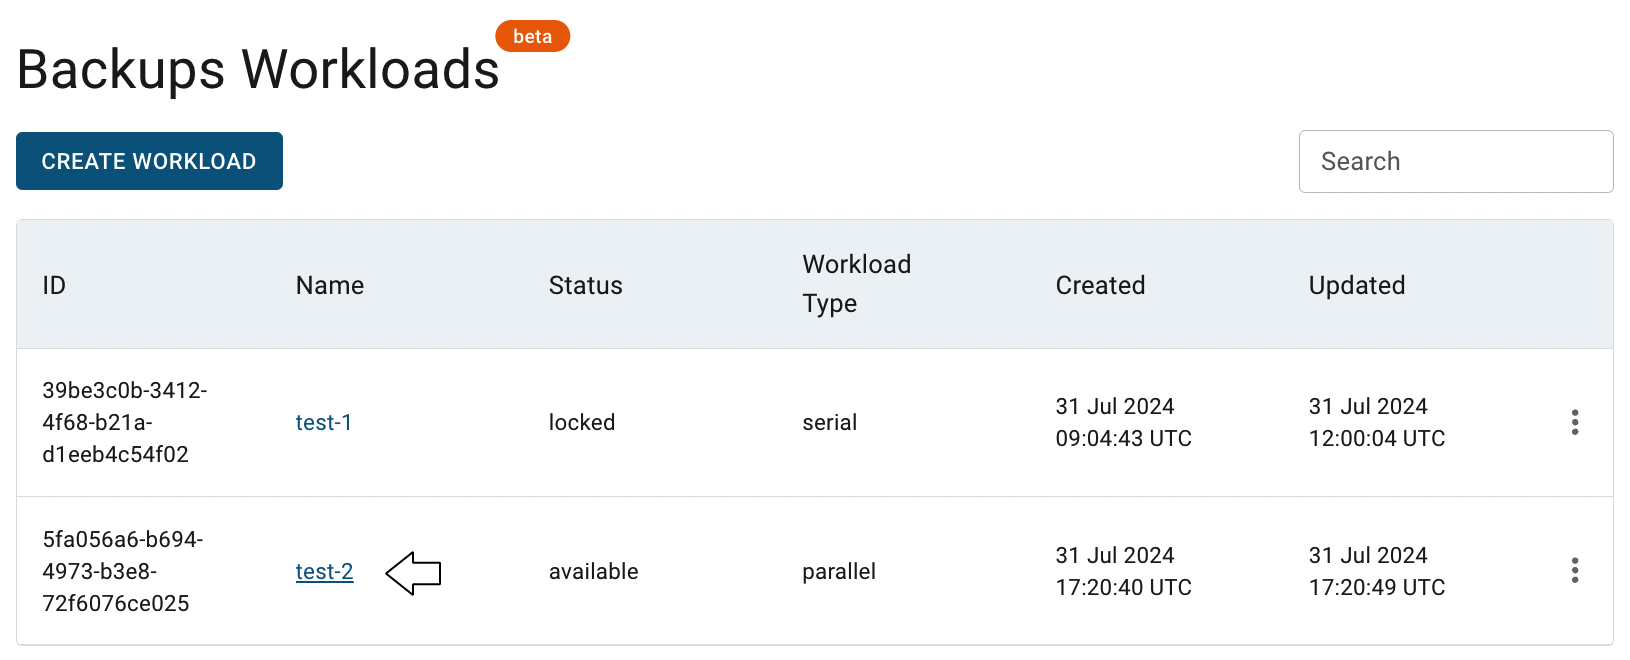 beta
Backups Workloads
CREATE WORKLOAD
Search
ID
Name
Status
Workload
Type
Created
Updated
39be3c0b-3412-
4f68-b21a-
d1eeb4c54f02
test-1
locked
serial
31 Jul 2024
09:04:43 UTC
31 Jul 2024
12:00:04 UTC
5fa056a6-b694-
4973-b3e8-
72f6076ce025
test-2
available
parallel
31 Jul 2024
17:20:40 UTC
31 Jul 2024
17:20:49 UTC